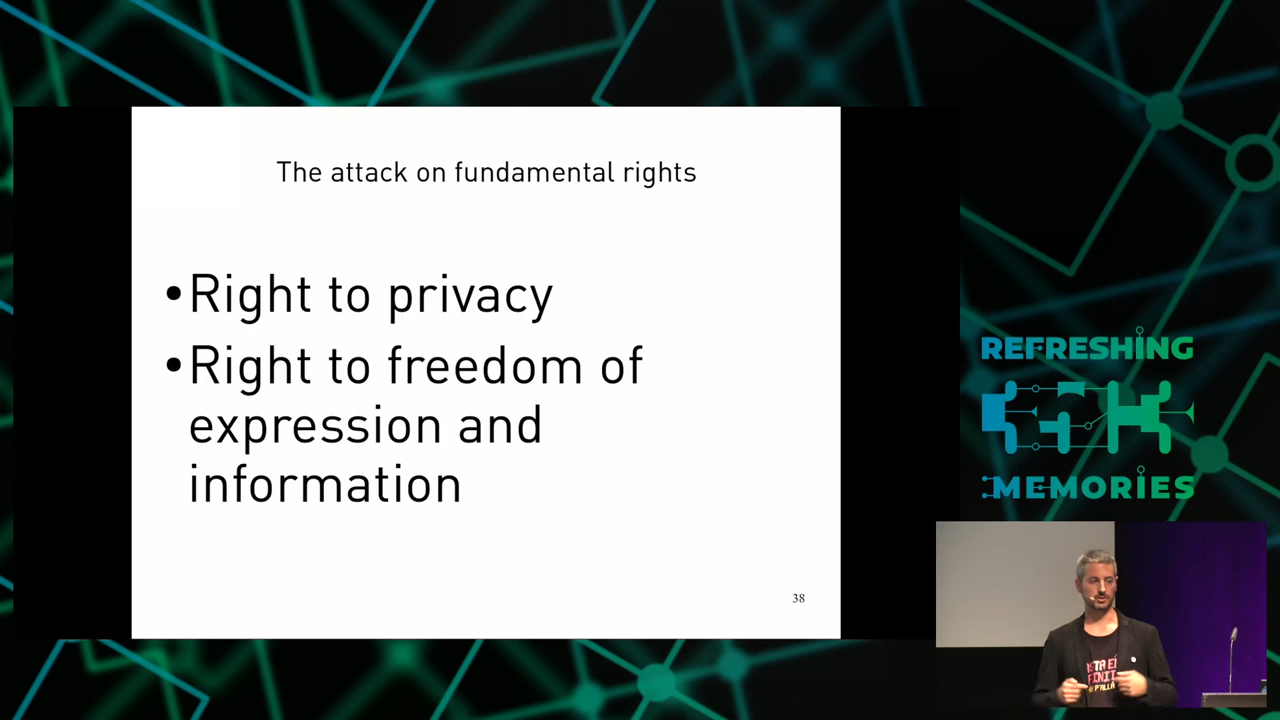 The attack on fundamental rights
•Right to privacy
•Right to freedom of
expression and
information
38
REFRESHING
MEMORIES